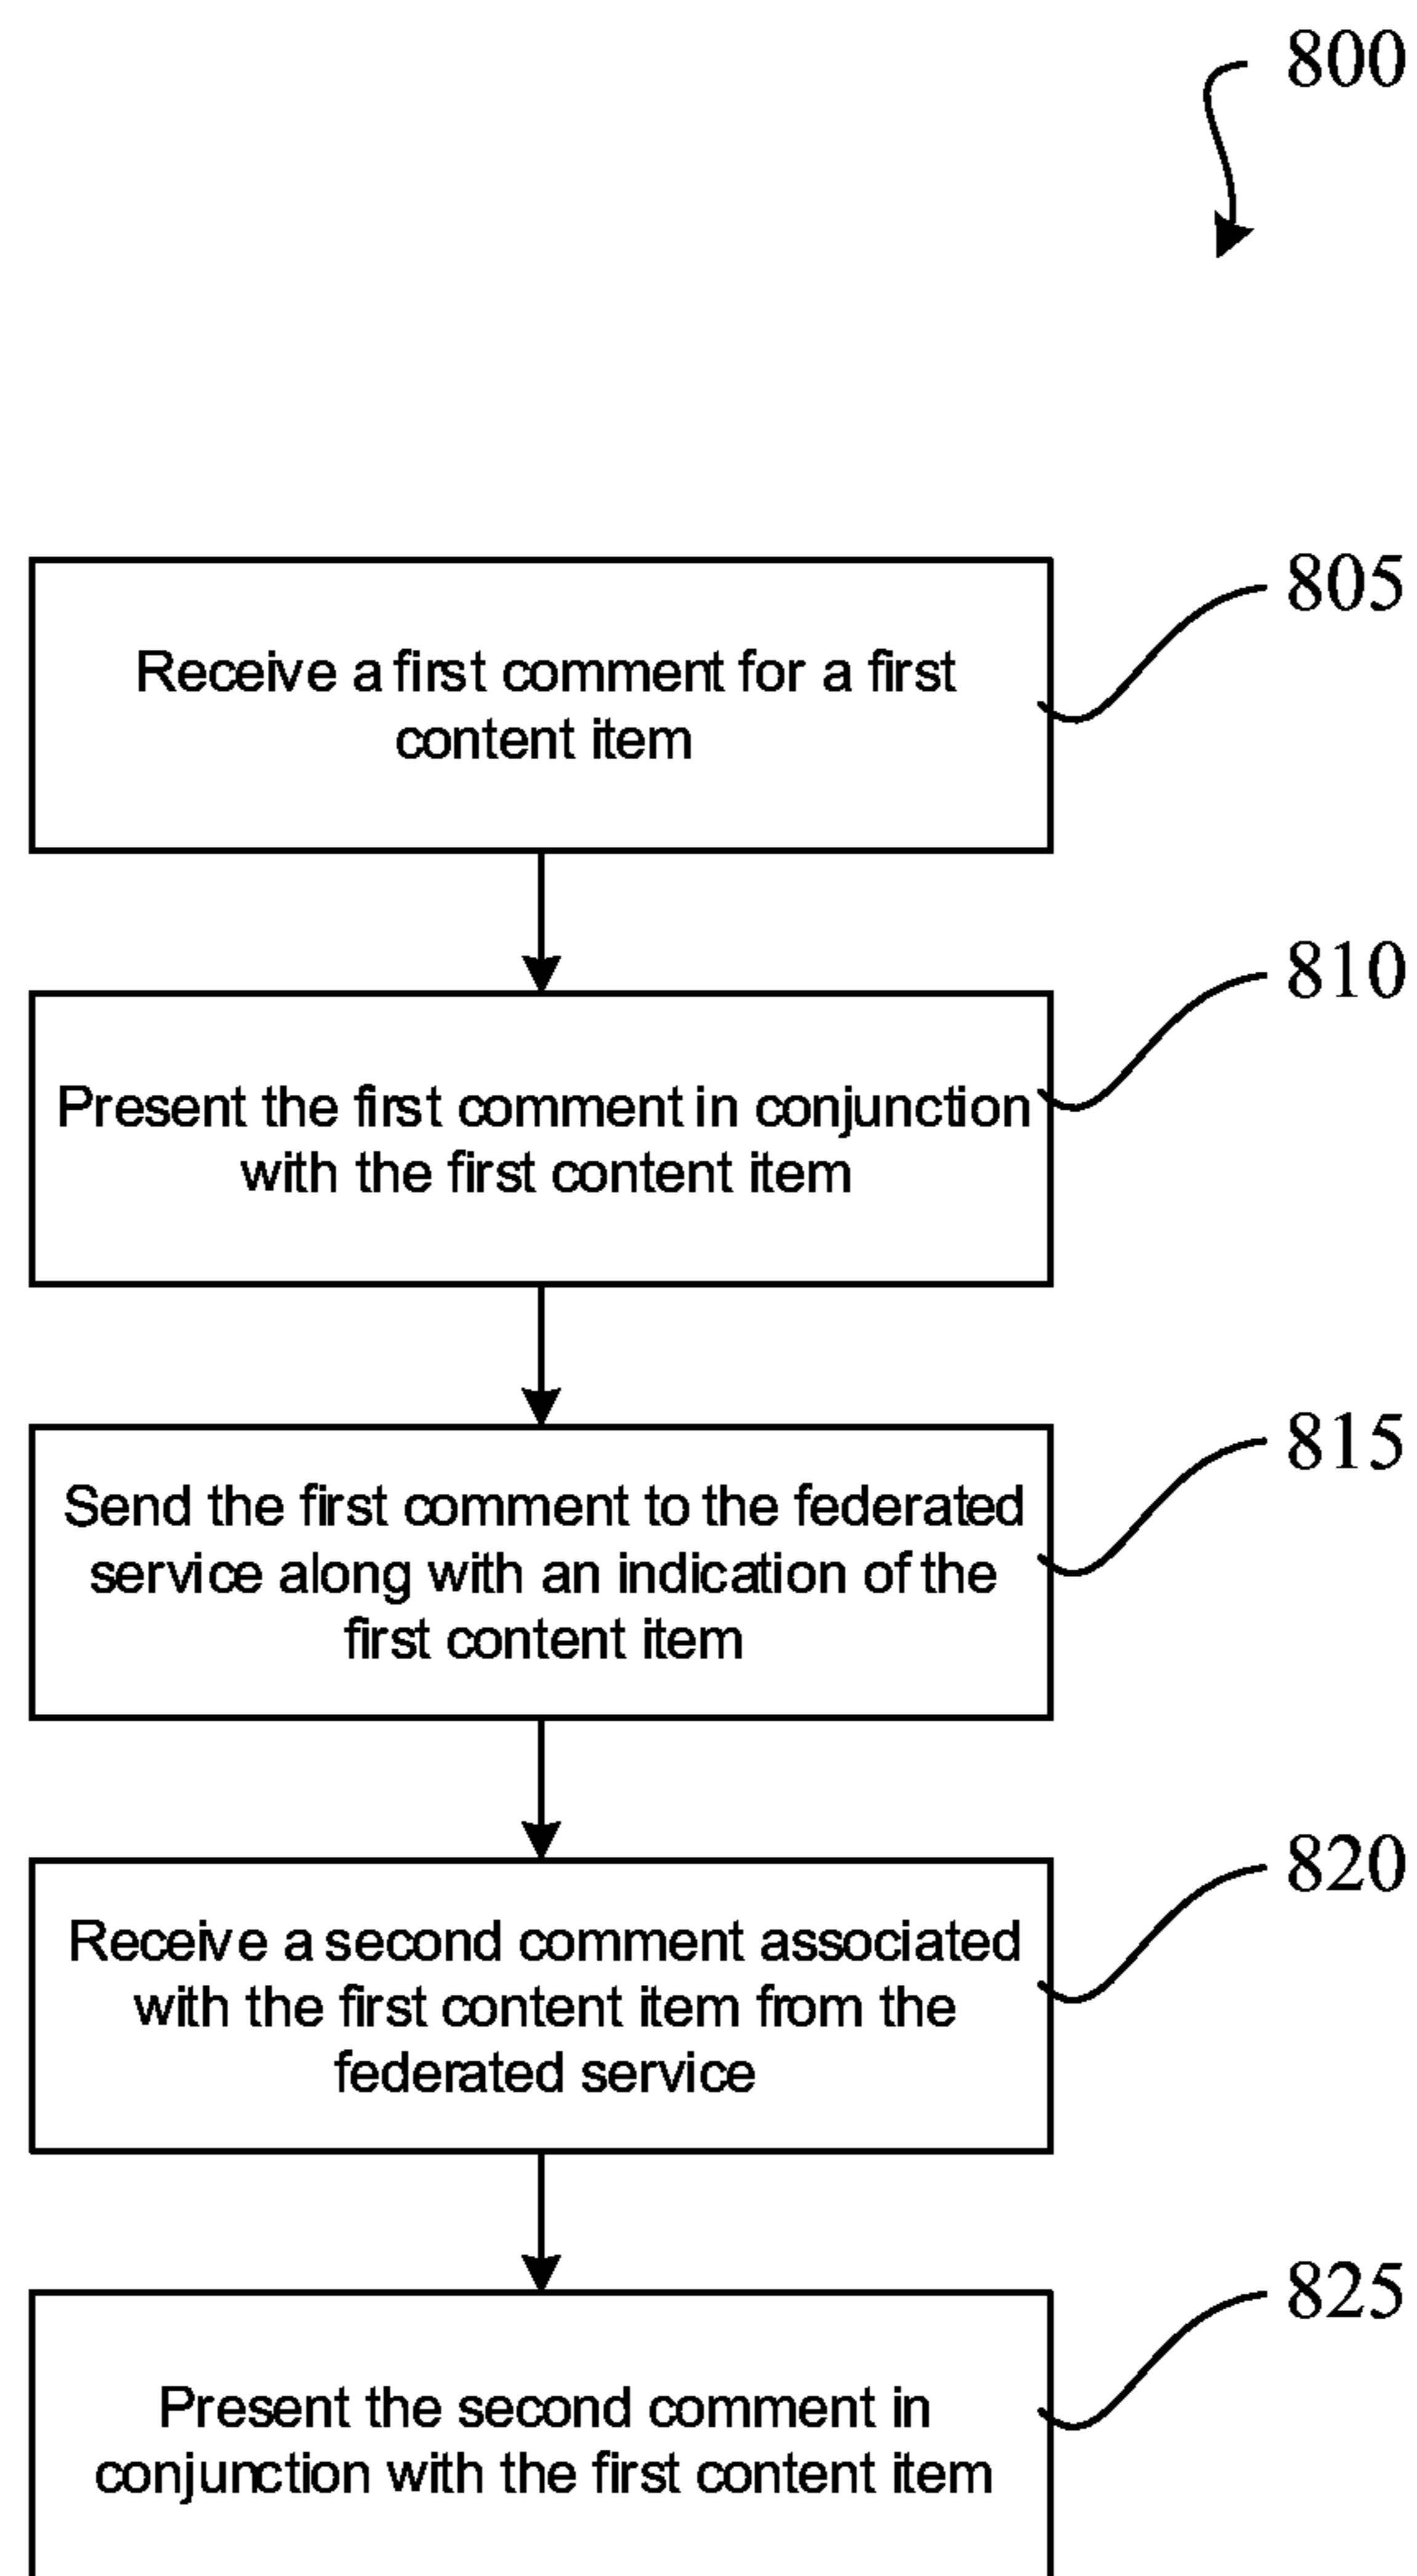 800
805
Receive a first comment for a first
content item
810
Present the first comment in conjunction
with the first content item
815
Send the first comment to the federated
service along with an indication of the
first content item
820
Receive a second comment associated
with the first content item from the
federated service
825
Present the second comment in
conjunction with the first content item